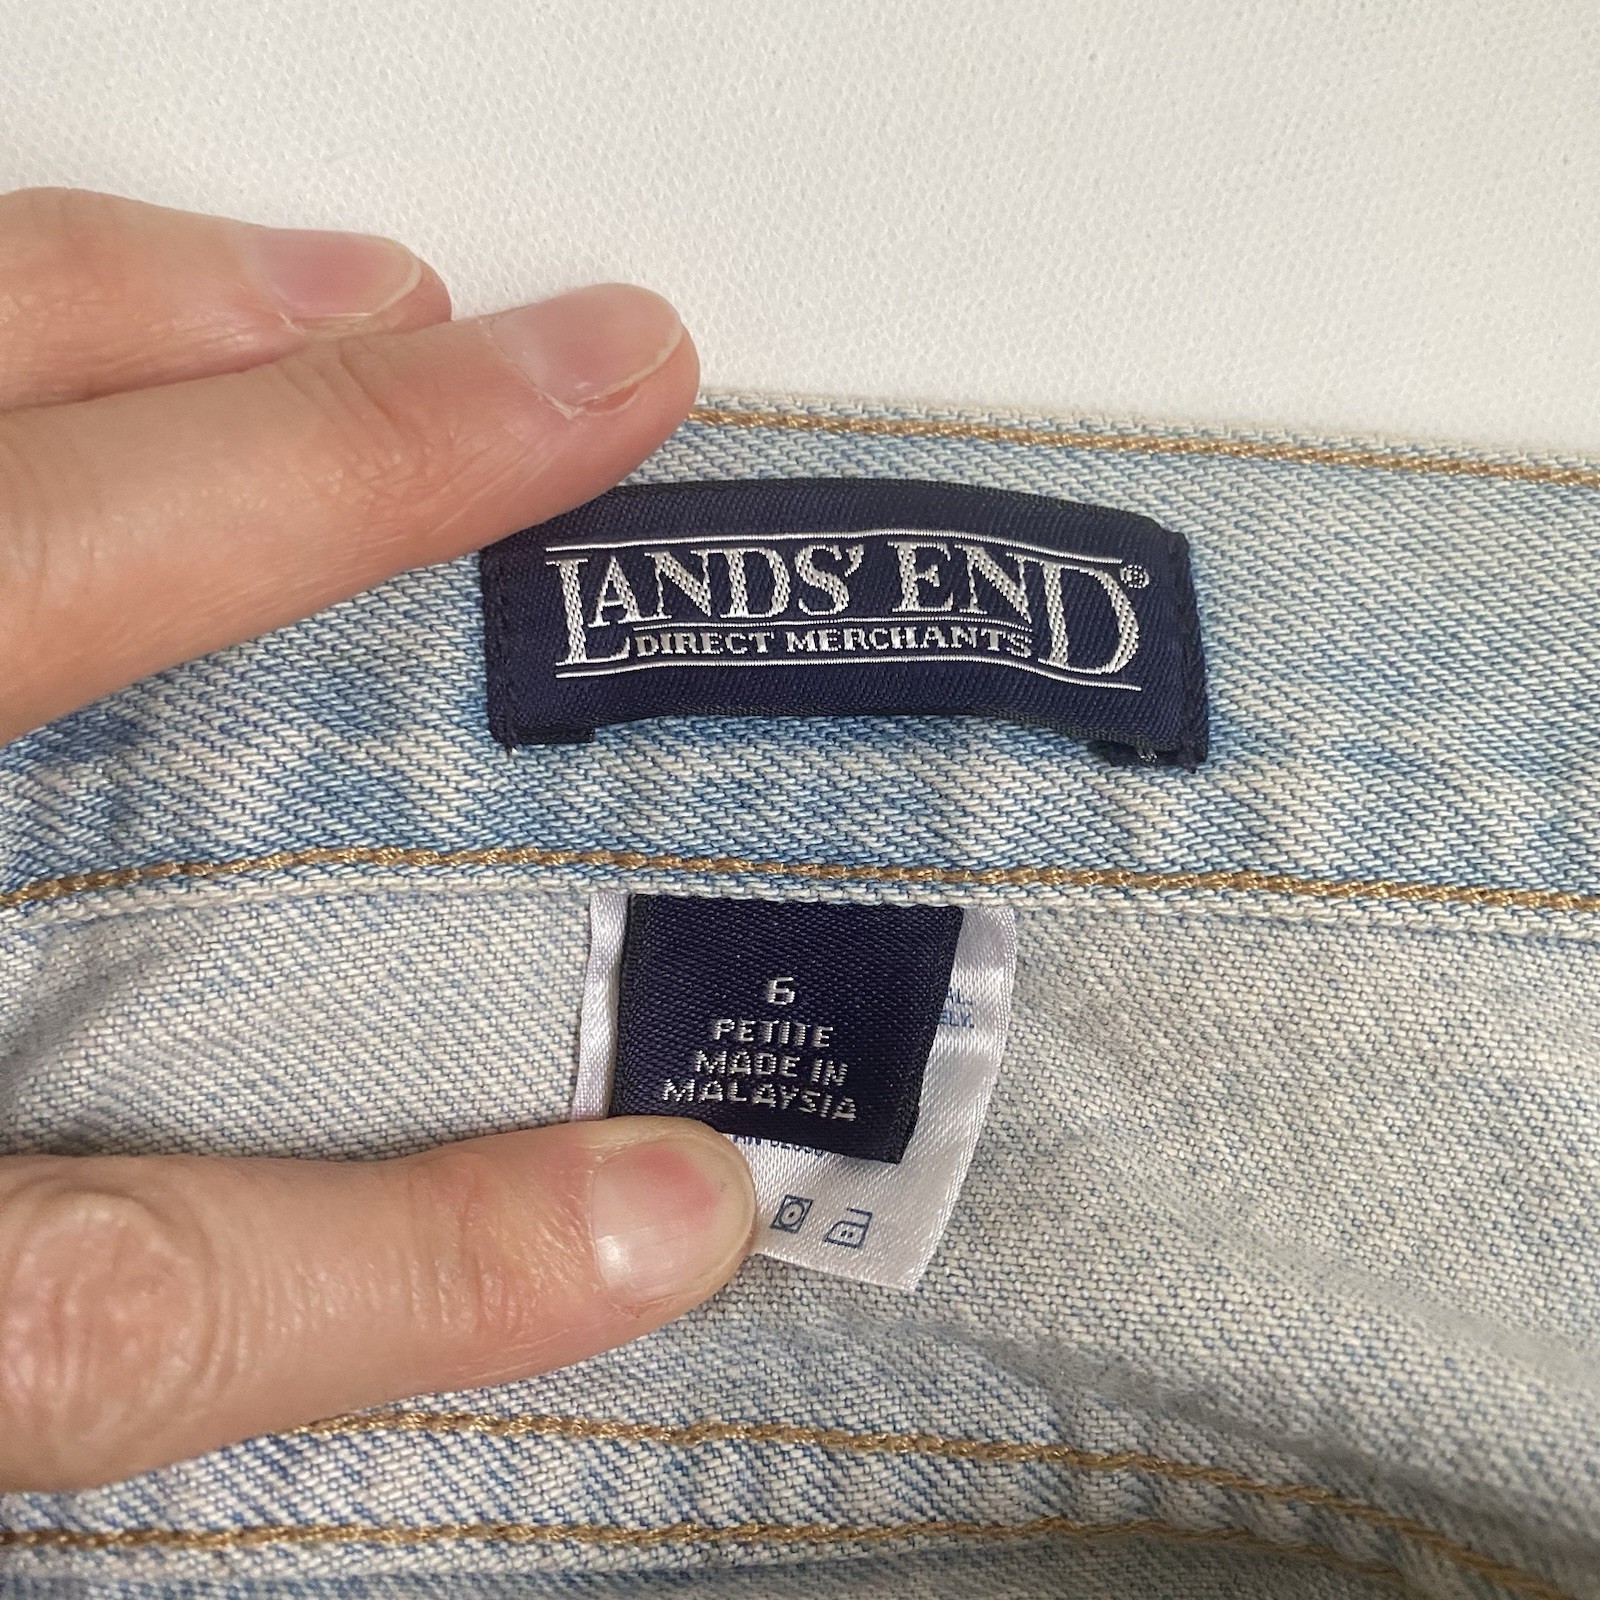 LANDS' END®
DIRECT MERCHANTS
6
PETITE
MADE IN
MALAYSIA